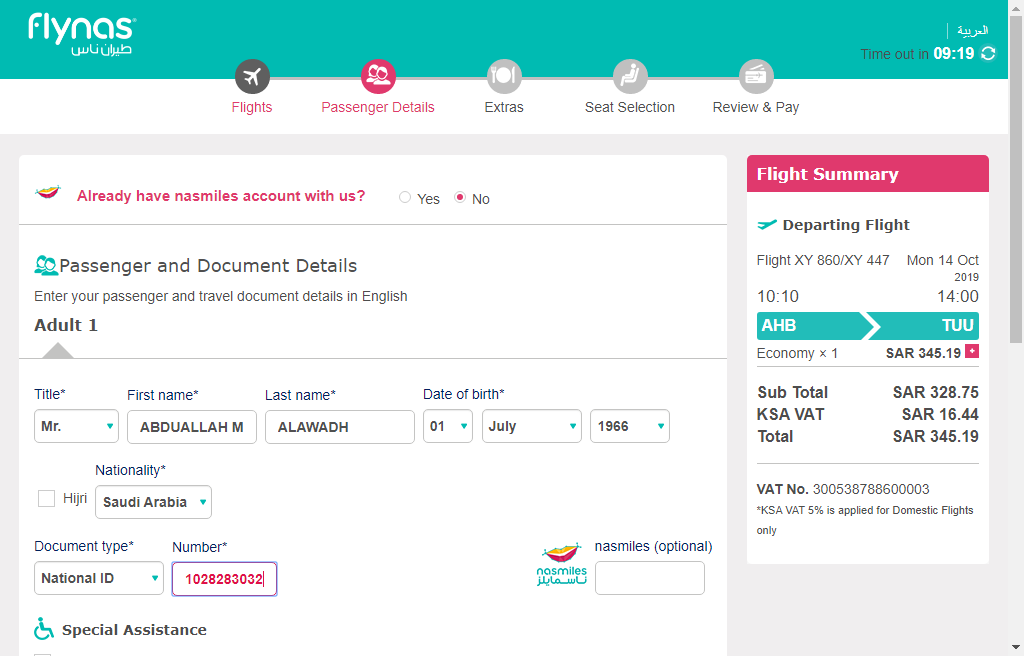 flynas
طيران ناس
العربية
Time out in 09:19
Flights
Passenger Details
Extras
Seat Selection
Review & Pay
Already have nasmiles account with us?
Yes
No
Passenger and Document Details
Enter your passenger and travel document details in English
Adult 1
Title*
First name*
Last name*
Date of birth*
Mr.
ABDUALLAH M
ALAWADH
01
July
1966
Nationality*
Hijri
Saudi Arabia
Document type*
Number*
National ID
1028283032
nasmiles
ناسمايلز
nasmiles (optional)
Special Assistance
Flight Summary
Departing Flight
Flight XY 860/XY 447
Mon 14 Oct
2019
10:10
14:00
AHB
TUU
Economy × 1
SAR 345.19 +
Sub Total
SAR 328.75
KSA VAT
SAR 16.44
Total
SAR 345.19
VAT No. 300538788600003
*KSA VAT 5% is applied for Domestic Flights
only